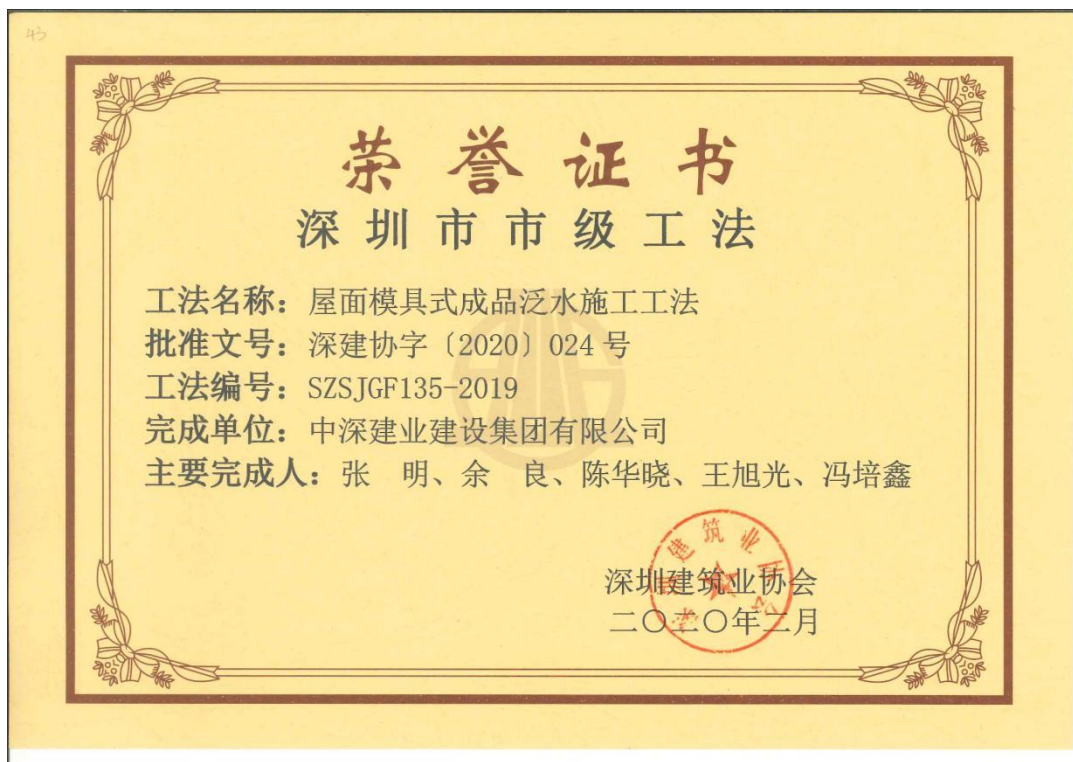 43
荣誉证书
深圳市市级工法
工法名称：屋面模具式成品泛水施工工法
批准文号：深建协字〔2020〕024号
工法编号：SZSJGF135-2019
完成单位：中深建业建设集团有限公司
主要完成人：张　明、余　良、陈华晓、王旭光、冯培鑫
深圳建筑业协会
二〇二〇年二月